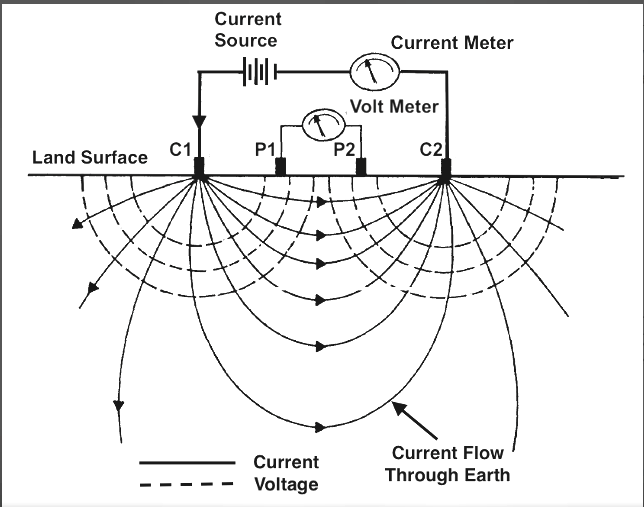 Current
Source
Current Meter
Volt Meter
C1
P1
P2
C2
Land Surface
Current Flow
Through Earth
Current
Voltage